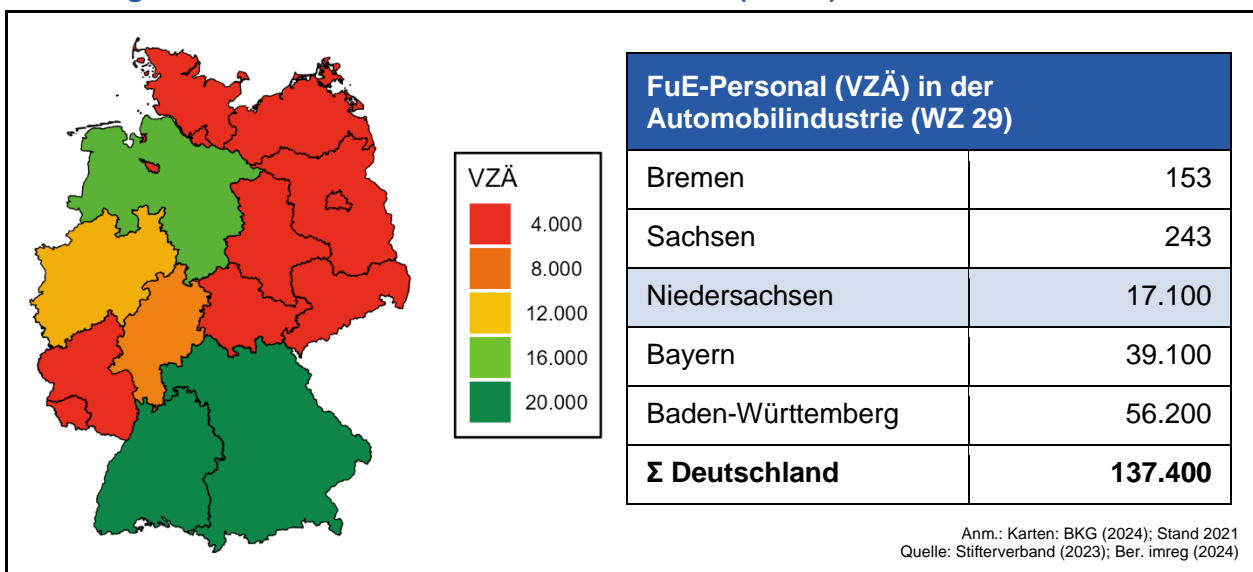 VZÄ
4.000
8.000
12.000
16.000
20.000
FuE-Personal (VZÄ) in der
Automobilindustrie (WZ 29)
Bremen 153
Sachsen 243
Niedersachsen 17.100
Bayern 39.100
Baden-Württemberg 56.200
Σ Deutschland 137.400
Anm.: Karten: BKG (2024); Stand 2021
Quelle: Stifterverband (2023); Ber. imreg (2024)